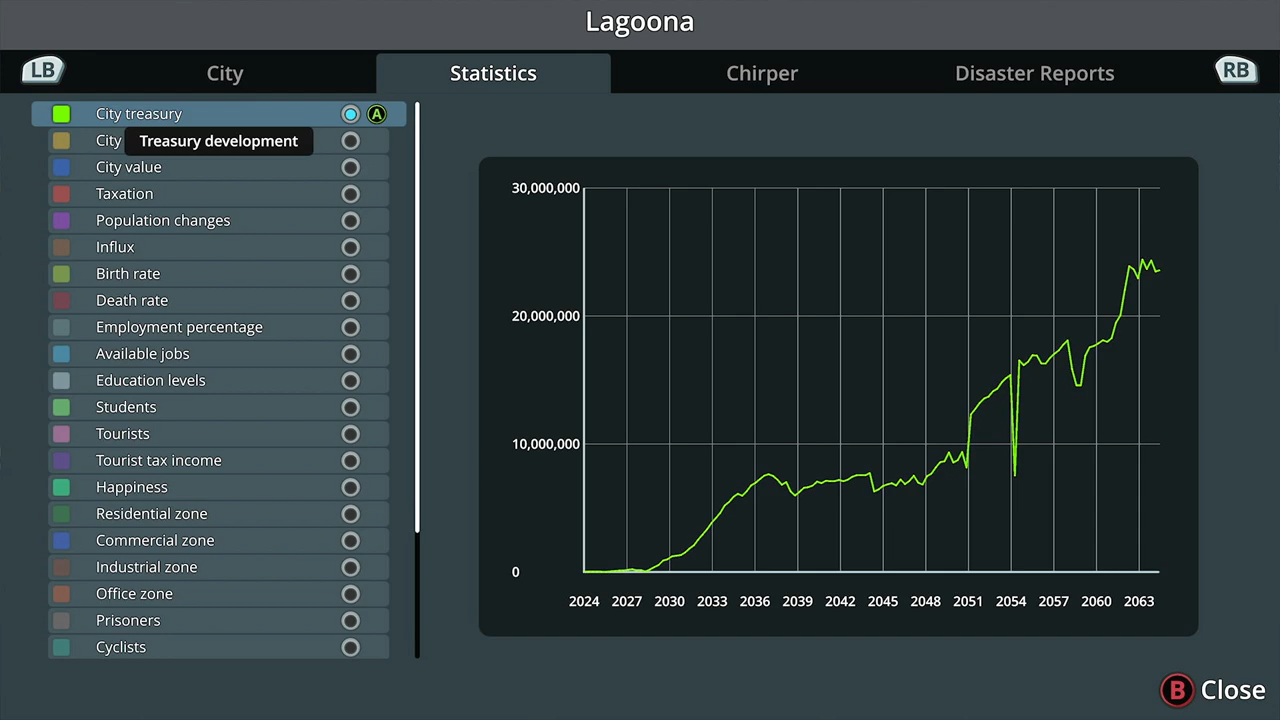 Lagoona
LB
City
Statistics
Chirper
Disaster Reports
RB
City treasury
A
City
Treasury development
City value
Taxation
Population changes
Influx
Birth rate
Death rate
Employment percentage
Available jobs
Education levels
Students
Tourists
Tourist tax income
Happiness
Residential zone
Commercial zone
Industrial zone
Office zone
Prisoners
Cyclists
30,000,000
20,000,000
10,000,000
0
2024 2027 2030 2033 2036 2039 2042 2045 2048 2051 2054 2057 2060 2063
B Close